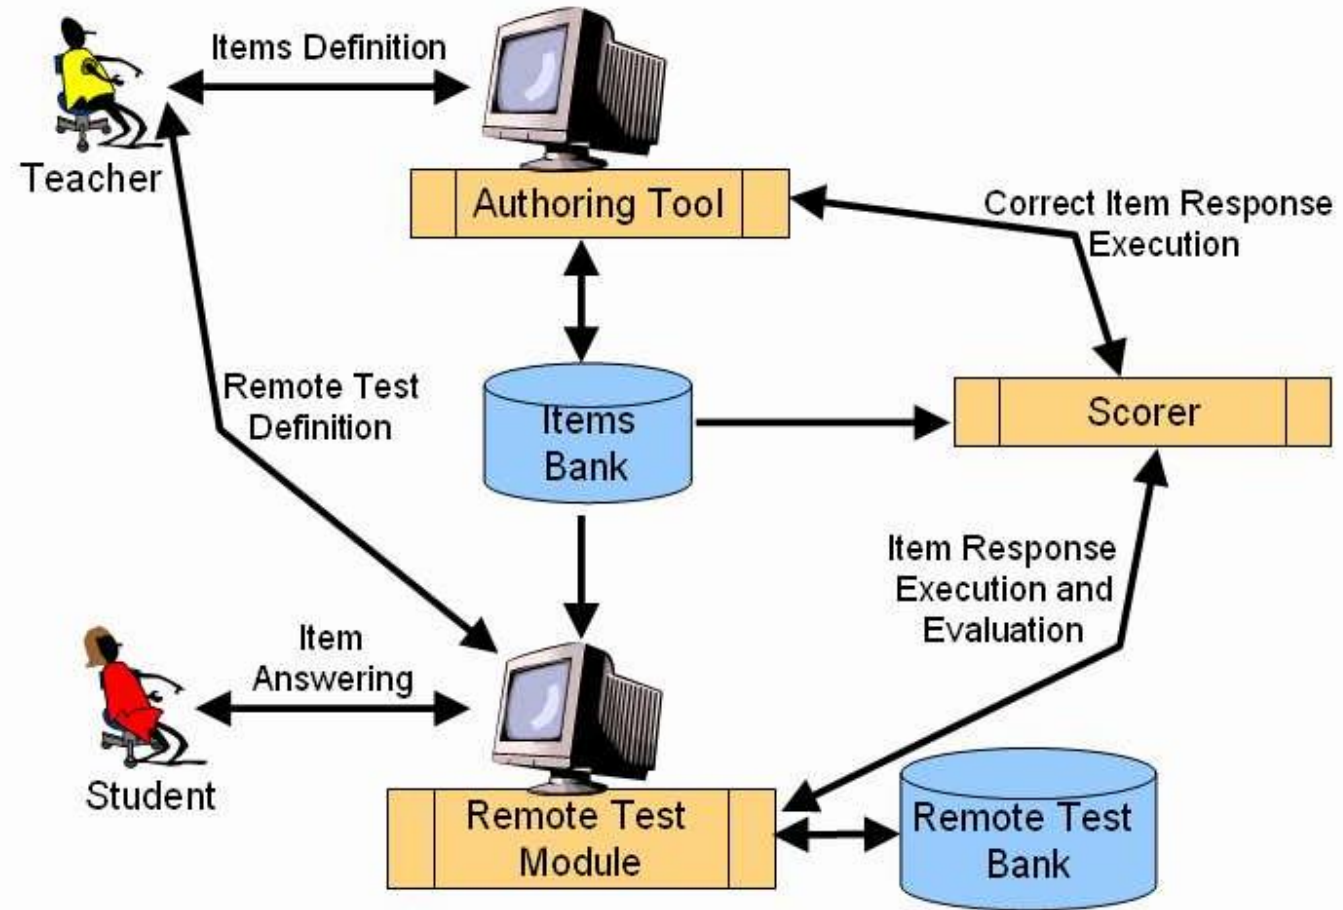 Items Definition
Teacher
Authoring Tool
Correct Item Response
Execution
Remote Test
Definition
Items
Bank
Scorer
Item Response
Execution and
Evaluation
Item
Answering
Student
Remote Test
Module
Remote Test
Bank